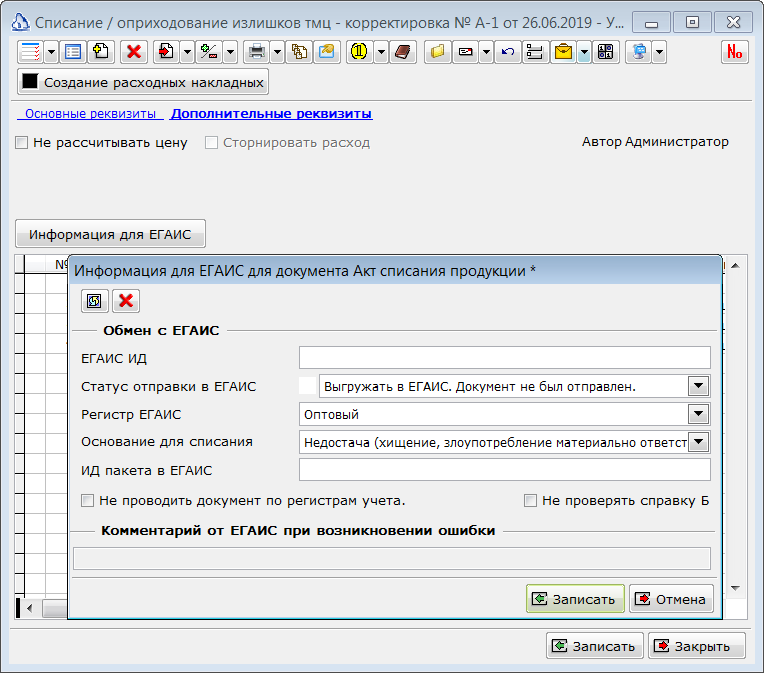 Списание / оприходование излишков тмц - корректировка № А-1 от 26.06.2019 - У...
No
Создание расходных накладных
Основные реквизиты Дополнительные реквизиты
Не рассчитывать цену Сторнировать расход Автор Администратор
Информация для ЕГАИС
№
Информация для ЕГАИС для документа Акт списания продукции *
Обмен с ЕГАИС
ЕГАИС ИД
Статус отправки в ЕГАИС Выгружать в ЕГАИС. Документ не был отправлен.
Регистр ЕГАИС Оптовый
Основание для списания Недостача (хищение, злоупотребление материально ответст
ИД пакета в ЕГАИС
Не проводить документ по регистрам учета. Не проверять справку Б
Комментарий от ЕГАИС при возникновении ошибки
Записать Отмена
Записать Закрыть